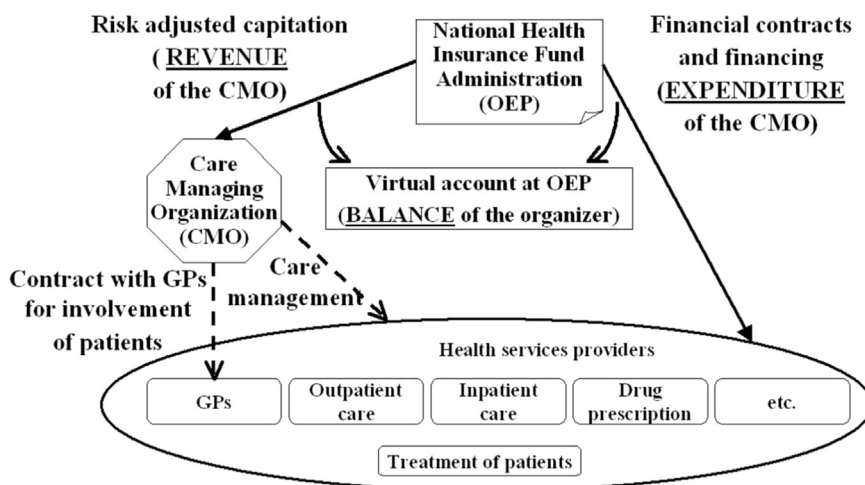 Risk adjusted capitation
( REVENUE
of the CMO)
National Health
Insurance Fund
Administration
(OEP)
Financial contracts
and financing
(EXPENDITURE
of the CMO)
Care
Managing
Organization
(CMO)
Virtual account at OEP
(BALANCE of the organizer)
Contract with GPs
for involvement
of patients
Care
management
Health services providers
GPs
Outpatient
care
Inpatient
care
Drug
prescription
etc.
Treatment of patients